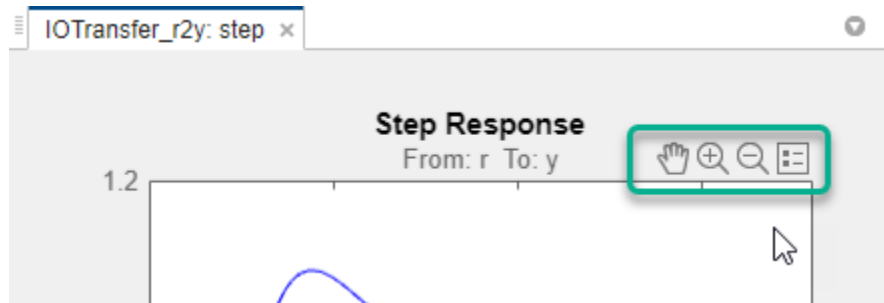 IOTransfer_r2y: step
Step Response
From: r To: y
1.2